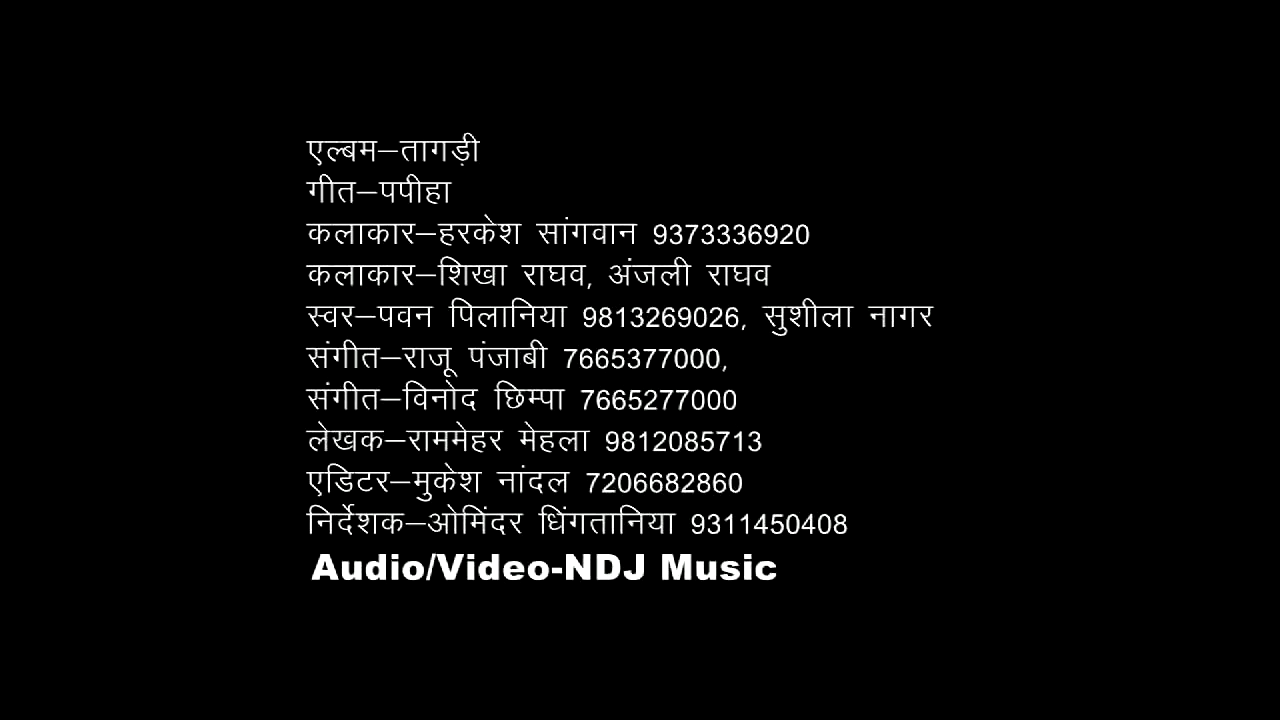 एल्बम–तागड़ी
गीत–पपीहा
कलाकार–हरकेश सांगवान 9373336920
कलाकार–शिखा राघव, अंजली राघव
स्वर–पवन पिलानिया 9813269026, सुशीला नागर
संगीत–राजू पंजाबी 7665377000,
संगीत–विनोद छिम्पा 7665277000
लेखक–राममेहर मेहला 9812085713
एडिटर–मुकेश नांदल 7206682860
निर्देशक–ओमिंदर धिंगतानिया 9311450408
Audio/Video-NDJ Music